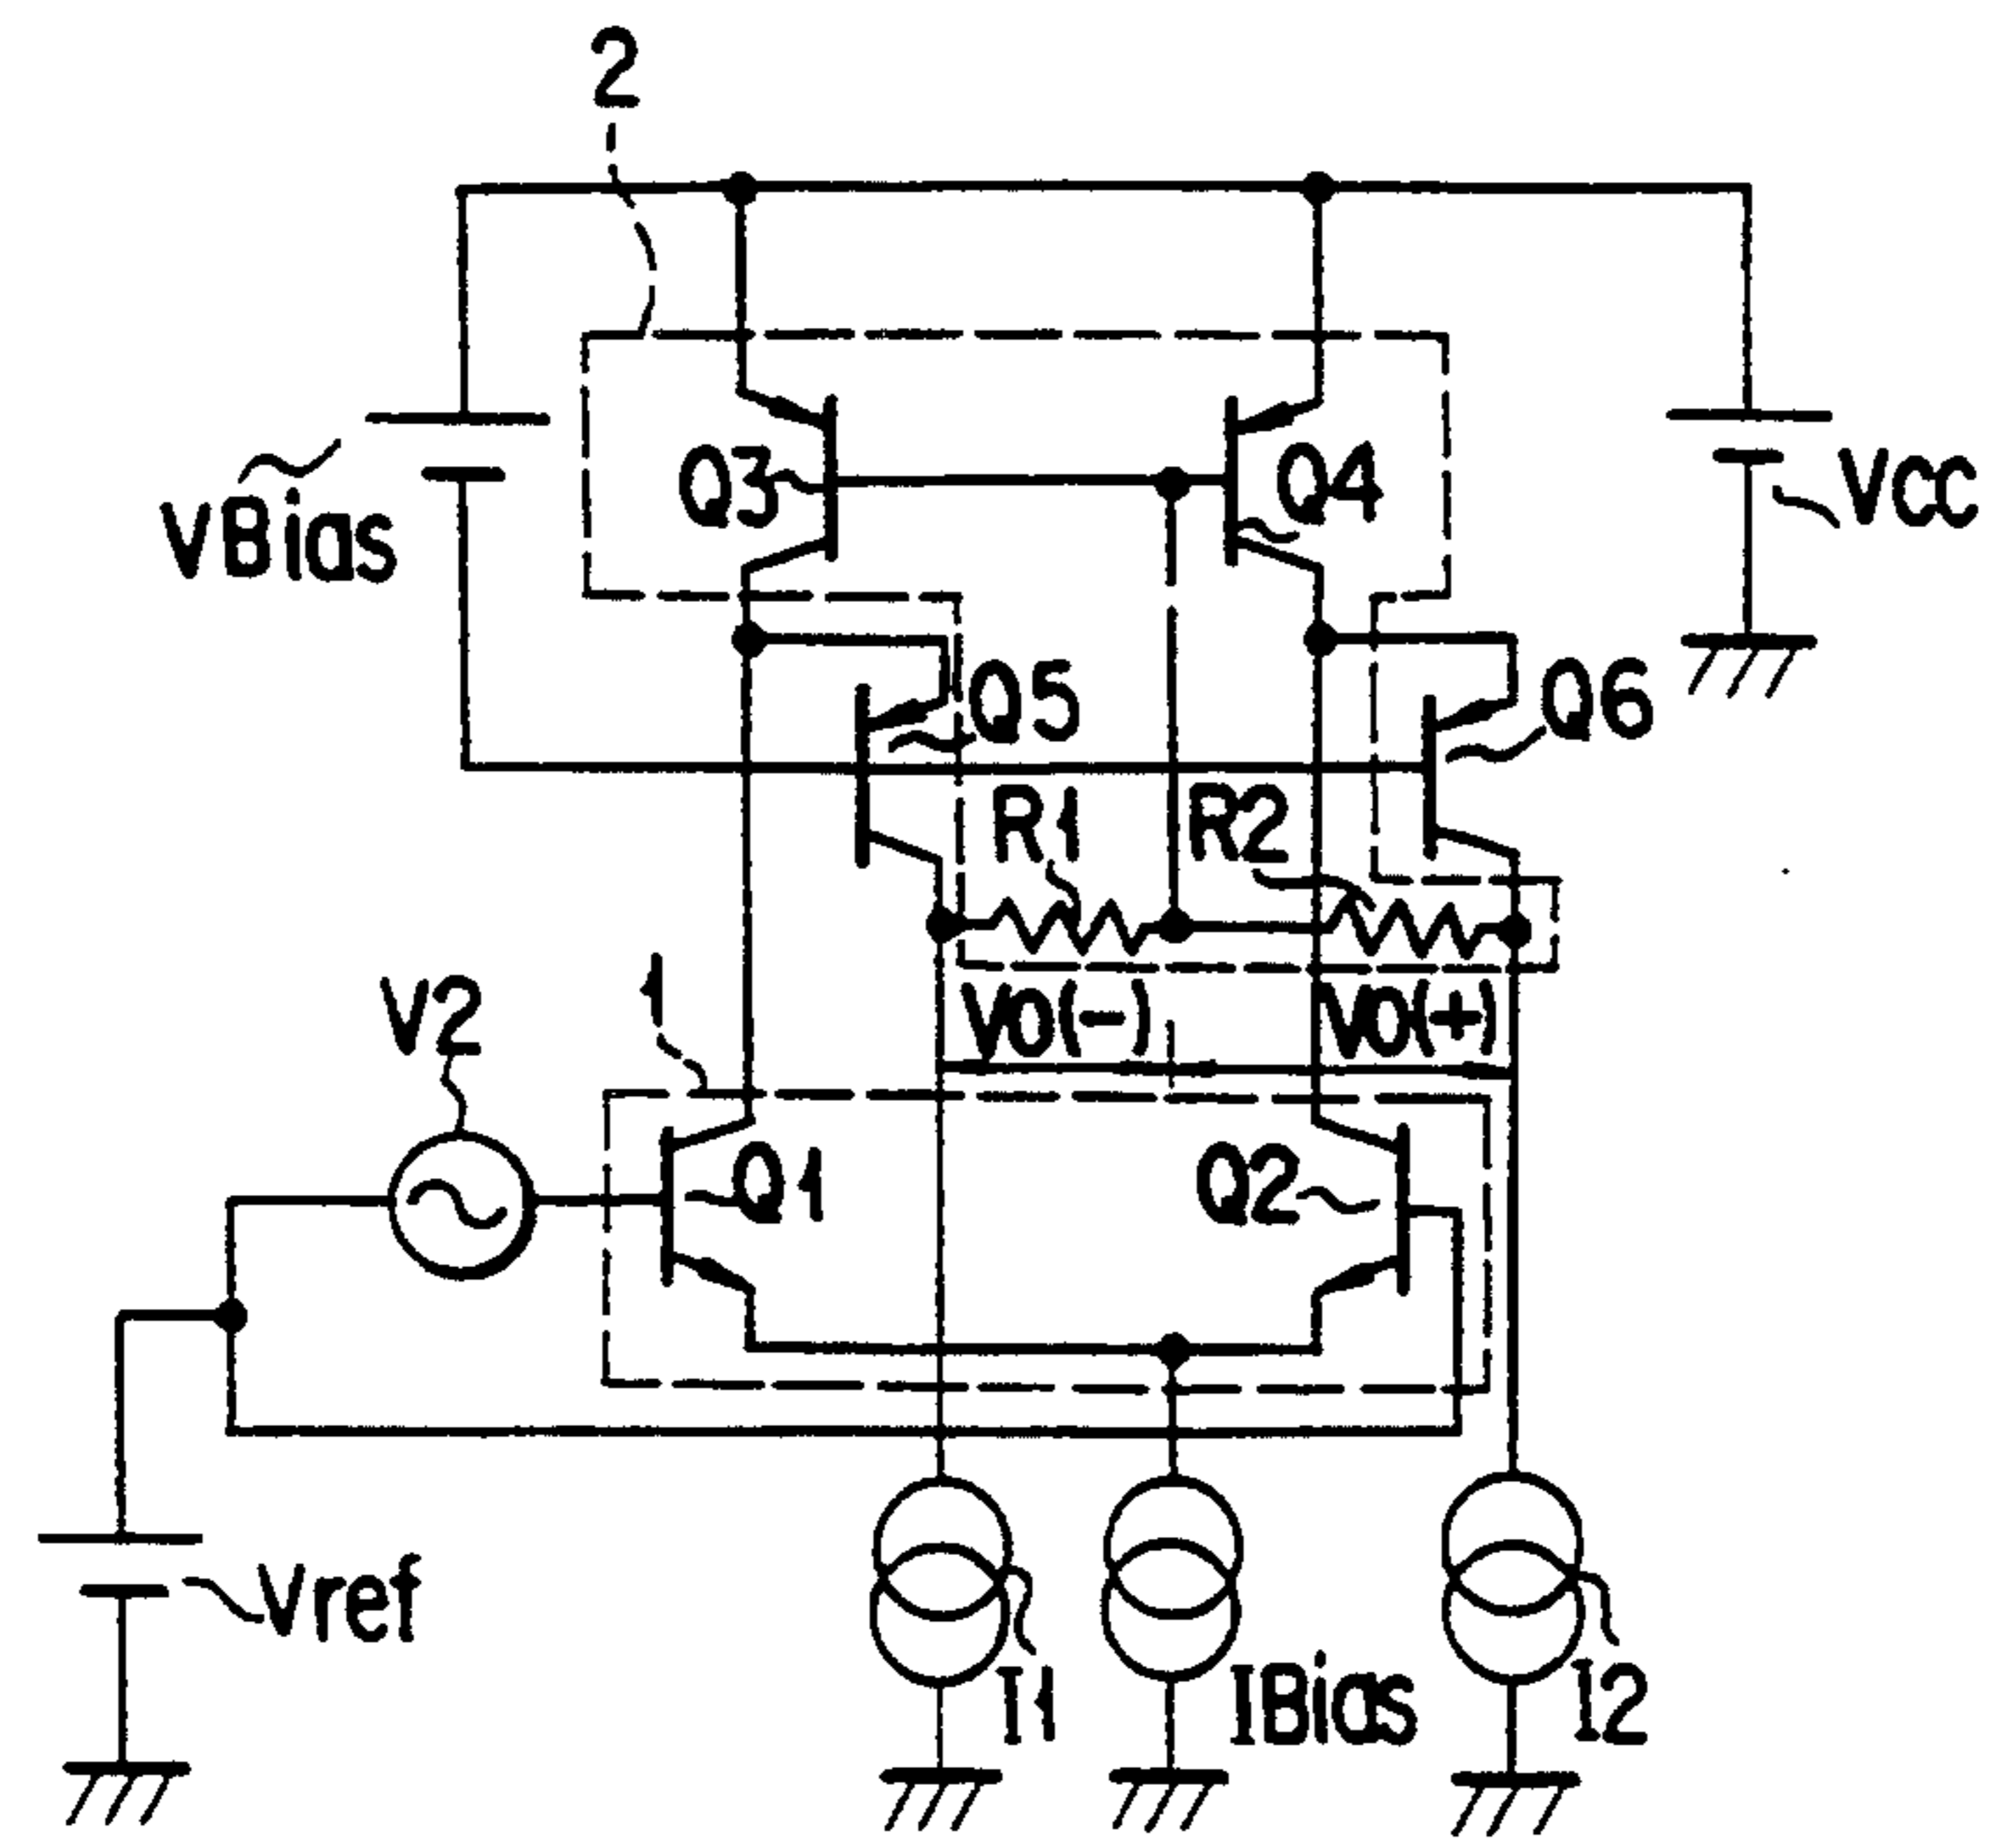 2
VBias
Q3
Q4
VCC
Q5
Q6
R1
R2
V2
1
VO(-)
VO(+)
Q1
Q2
Vref
I1
IBias
I2